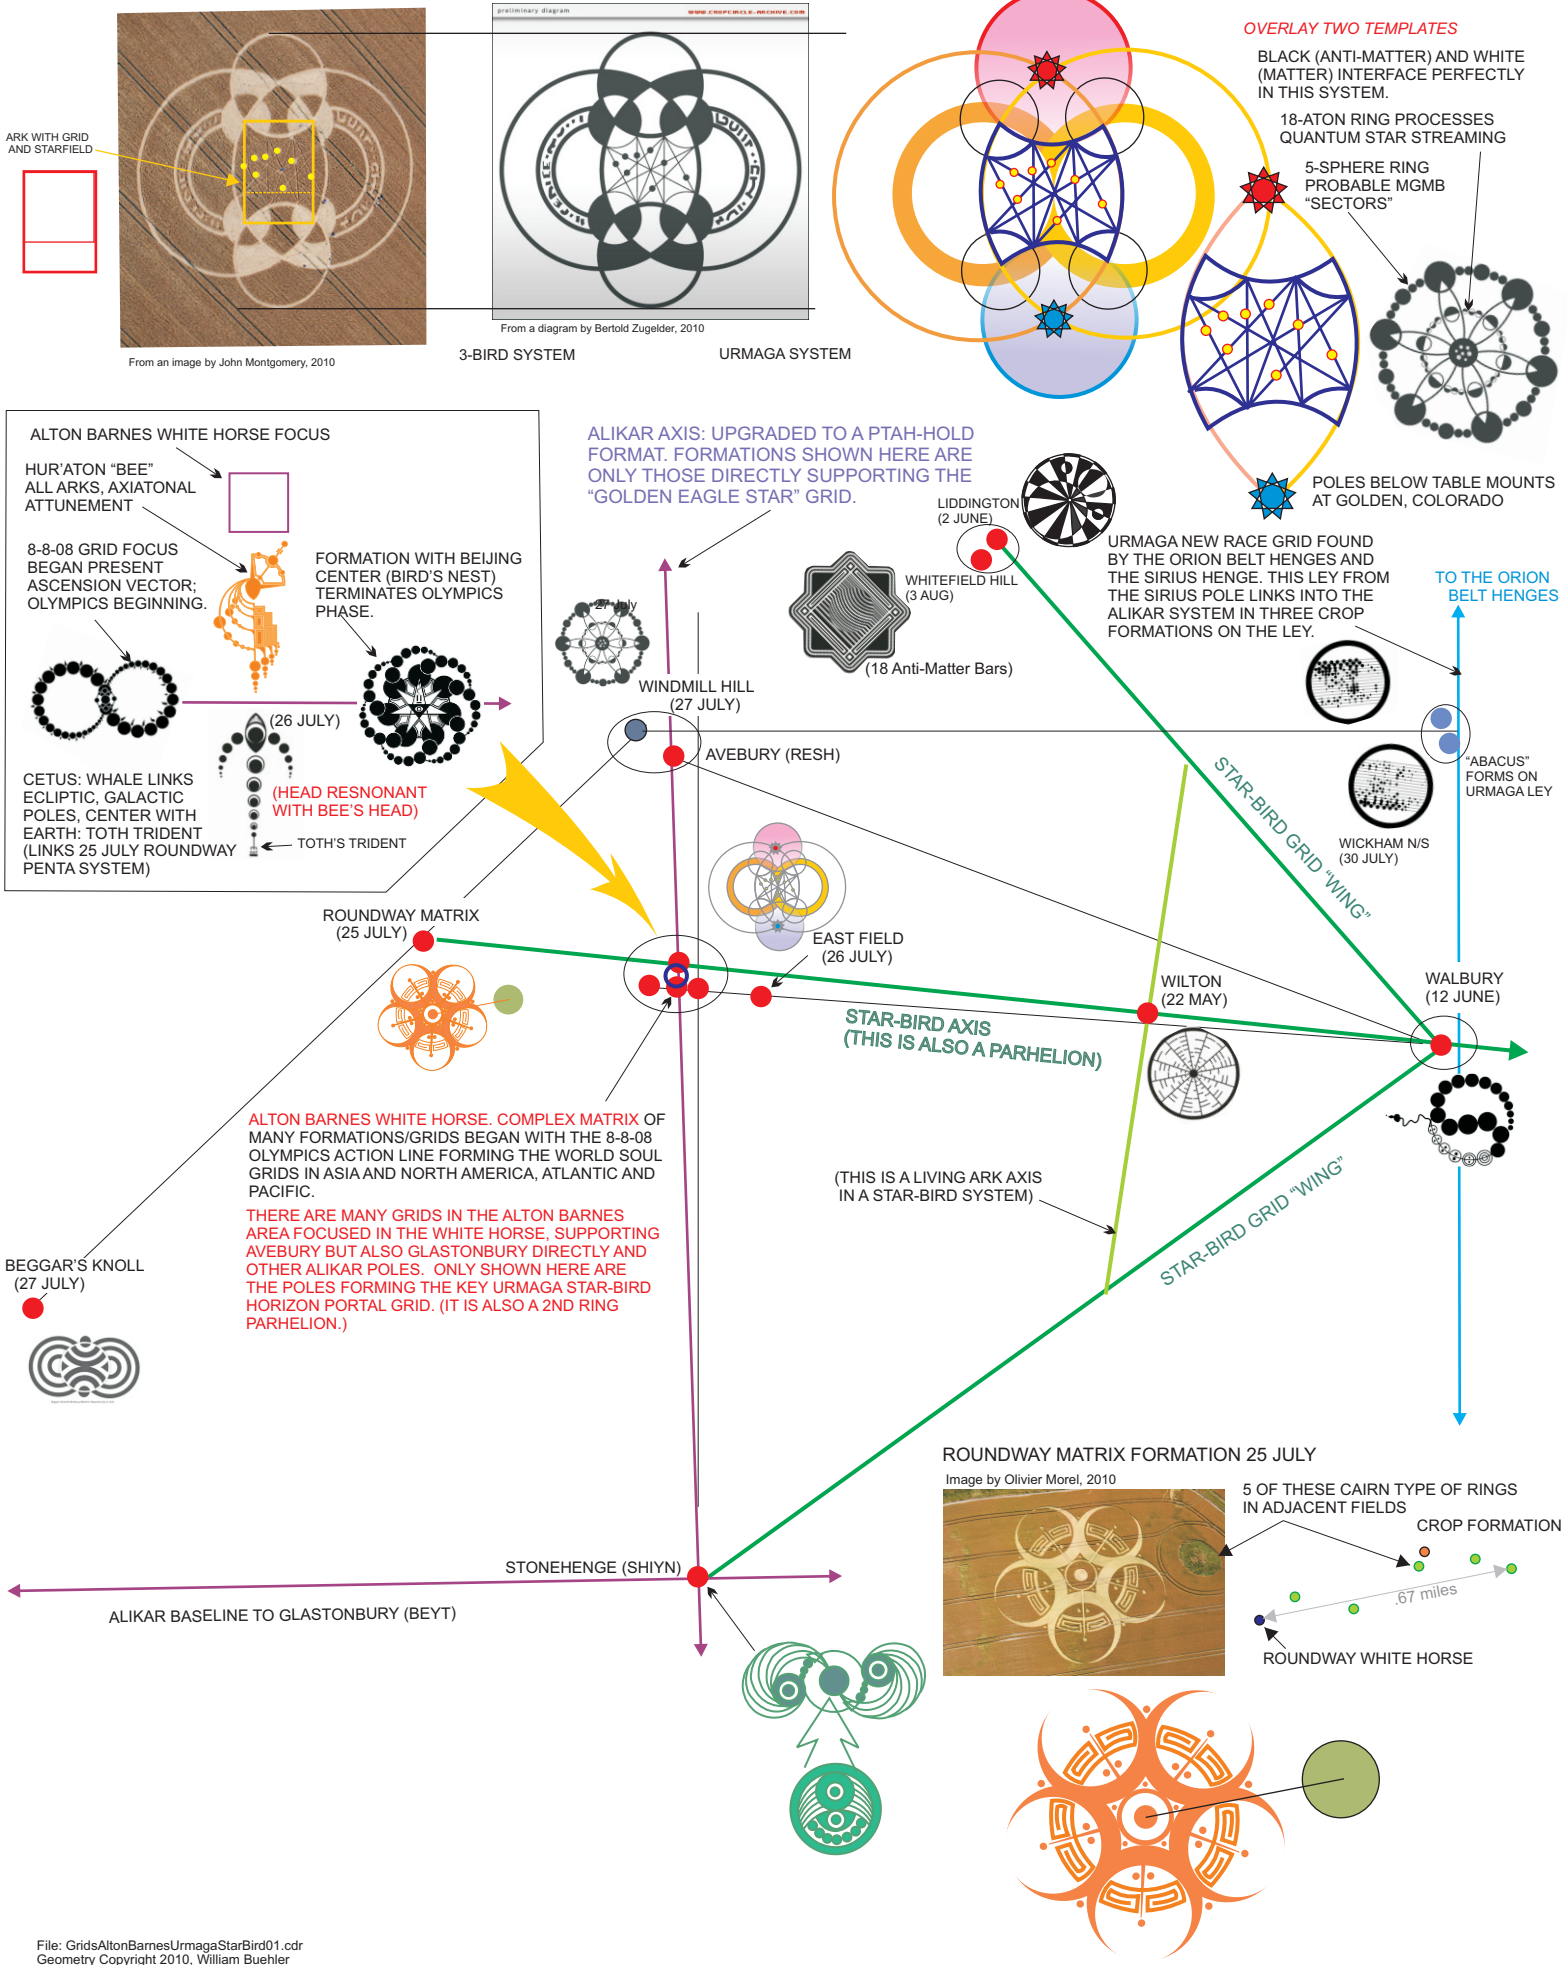 preliminary diagram
WWW.CROPCIRCLE-ARCHIVE.COM
ARK WITH GRID
AND STARFIELD
From an image by John Montgomery, 2010
From a diagram by Bertold Zugelder, 2010
3-BIRD SYSTEM
URMAGA SYSTEM
OVERLAY TWO TEMPLATES
BLACK (ANTI-MATTER) AND WHITE
(MATTER) INTERFACE PERFECTLY
IN THIS SYSTEM.
18-ATON RING PROCESSES
QUANTUM STAR STREAMING
5-SPHERE RING
PROBABLE MGMB
“SECTORS”
POLES BELOW TABLE MOUNTS
AT GOLDEN, COLORADO
ALTON BARNES WHITE HORSE FOCUS
HUR’ATON “BEE”
ALL ARKS, AXIATONAL
ATTUNEMENT
8-8-08 GRID FOCUS
BEGAN PRESENT
ASCENSION VECTOR;
OLYMPICS BEGINNING.
FORMATION WITH BEIJING
CENTER (BIRD’S NEST)
TERMINATES OLYMPICS
PHASE.
(26 JULY)
CETUS: WHALE LINKS
ECLIPTIC, GALACTIC
POLES, CENTER WITH
EARTH: TOTH TRIDENT
(LINKS 25 JULY ROUNDWAY
PENTA SYSTEM)
(HEAD RESNONANT
WITH BEE’S HEAD)
TOTH’S TRIDENT
ALIKAR AXIS: UPGRADED TO A PTAH-HOLD
FORMAT. FORMATIONS SHOWN HERE ARE
ONLY THOSE DIRECTLY SUPPORTING THE
“GOLDEN EAGLE STAR” GRID.
LIDDINGTON
(2 JUNE)
WHITEFIELD HILL
(3 AUG)
(18 Anti-Matter Bars)
URMAGA NEW RACE GRID FOUND
BY THE ORION BELT HENGES AND
THE SIRIUS HENGE. THIS LEY FROM
THE SIRIUS POLE LINKS INTO THE
ALIKAR SYSTEM IN THREE CROP
FORMATIONS ON THE LEY.
TO THE ORION
BELT HENGES
27 July
WINDMILL HILL
(27 JULY)
AVEBURY (RESH)
“ABACUS”
FORMS ON
URMAGA LEY
WICKHAM N/S
(30 JULY)
STAR-BIRD GRID “WING”
ROUNDWAY MATRIX
(25 JULY)
EAST FIELD
(26 JULY)
WILTON
(22 MAY)
WALBURY
(12 JUNE)
STAR-BIRD AXIS
(THIS IS ALSO A PARHELION)
ALTON BARNES WHITE HORSE. COMPLEX MATRIX OF
MANY FORMATIONS/GRIDS BEGAN WITH THE 8-8-08
OLYMPICS ACTION LINE FORMING THE WORLD SOUL
GRIDS IN ASIA AND NORTH AMERICA, ATLANTIC AND
PACIFIC.
THERE ARE MANY GRIDS IN THE ALTON BARNES
AREA FOCUSED IN THE WHITE HORSE, SUPPORTING
AVEBURY BUT ALSO GLASTONBURY DIRECTLY AND
OTHER ALIKAR POLES. ONLY SHOWN HERE ARE
THE POLES FORMING THE KEY URMAGA STAR-BIRD
HORIZON PORTAL GRID. (IT IS ALSO A 2ND RING
PARHELION.)
(THIS IS A LIVING ARK AXIS
IN A STAR-BIRD SYSTEM)
STAR-BIRD GRID “WING”
BEGGAR’S KNOLL
(27 JULY)
STONEHENGE (SHIYN)
ALIKAR BASELINE TO GLASTONBURY (BEYT)
ROUNDWAY MATRIX FORMATION 25 JULY
Image by Olivier Morel, 2010
5 OF THESE CAIRN TYPE OF RINGS
IN ADJACENT FIELDS
CROP FORMATION
.67 miles
ROUNDWAY WHITE HORSE
File: GridsAltonBarnesUrmagaStarBird01.cdr
Geometry Copyright 2010, William Buehler